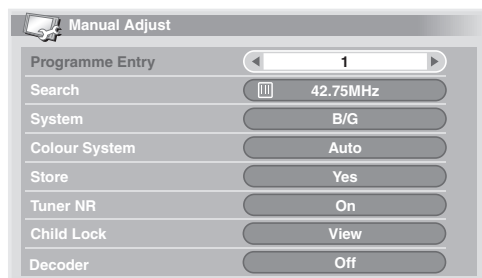 Manual Adjust
Programme Entry 1
Search 42.75MHz
System B/G
Colour System Auto
Store Yes
Tuner NR On
Child Lock View
Decoder Off